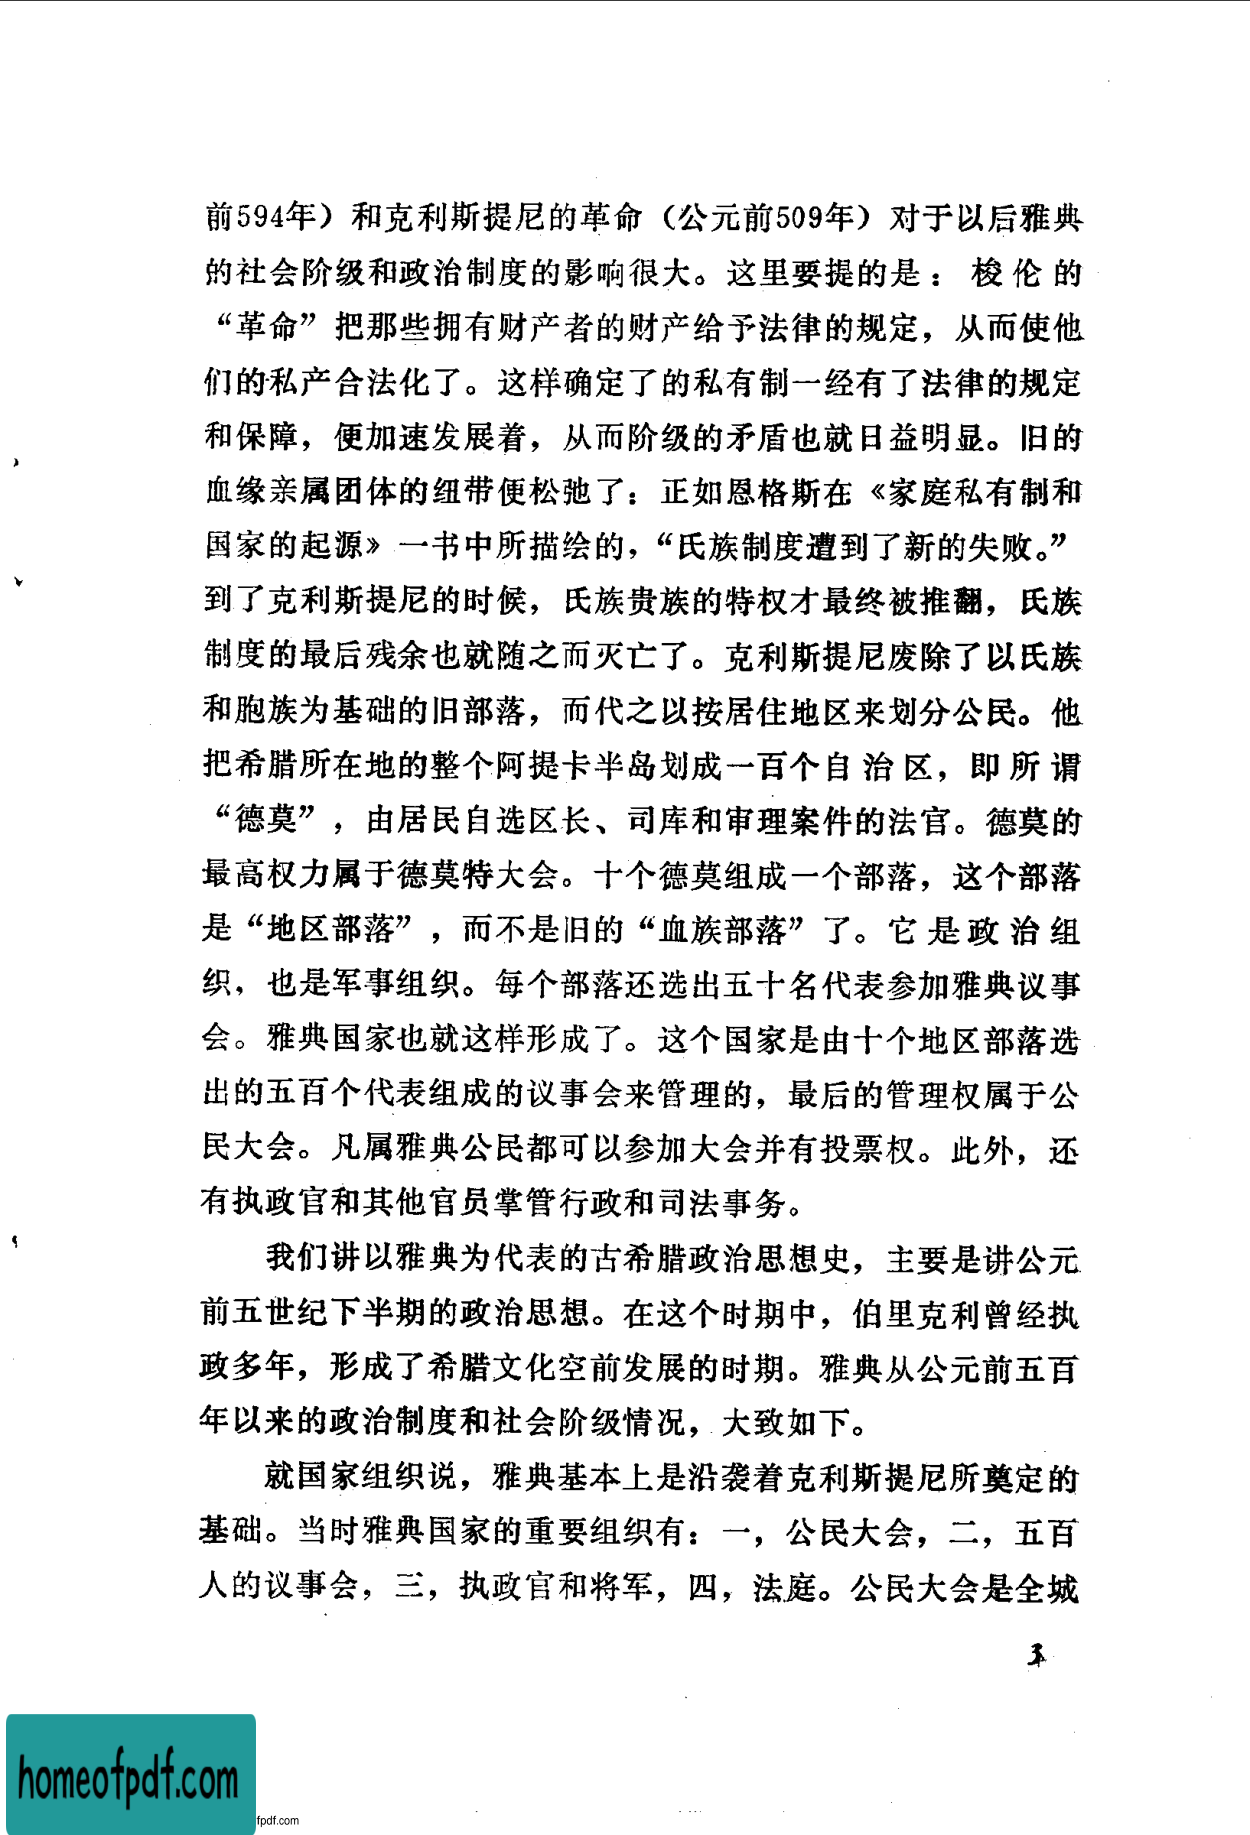 前594年）和克利斯提尼的革命（公元前509年）对于以后雅典
的社会阶级和政治制度的影响很大。这里要提的是：梭伦的
“革命”把那些拥有财产者的财产给予法律的规定，从而使他
们的私产合法化了。这样确定了的私有制一经有了法律的规定
和保障，便加速发展着，从而阶级的矛盾也就日益明显。旧的
血缘亲属团体的纽带便松弛了：正如恩格斯在《家庭私有制和
国家的起源》一书中所描绘的，“氏族制度遭到了新的失败。”
到了克利斯提尼的时候，氏族贵族的特权才最终被推翻，氏族
制度的最后残余也就随之而灭亡了。克利斯提尼废除了以氏族
和胞族为基础的旧部落，而代之以按居住地区来划分公民。他
把希腊所在地的整个阿提卡半岛划成一百个自治区，即所谓
“德莫”，由居民自选区长、司库和审理案件的法官。德莫的
最高权力属于德莫特大会。十个德莫组成一个部落，这个部落
是“地区部落”，而不是旧的“血族部落”了。它是政治组
织，也是军事组织。每个部落还选出五十名代表参加雅典议事
会。雅典国家也就这样形成了。这个国家是由十个地区部落选
出的五百个代表组成的议事会来管理的，最后的管理权属于公
民大会。凡属雅典公民都可以参加大会并有投票权。此外，还
有执政官和其他官员掌管行政和司法事务。
我们讲以雅典为代表的古希腊政治思想史，主要是讲公元
前五世纪下半期的政治思想。在这个时期中，伯里克利曾经执
政多年，形成了希腊文化空前发展的时期。雅典从公元前五百
年以来的政治制度和社会阶级情况，大致如下。
就国家组织说，雅典基本上是沿袭着克利斯提尼所奠定的
基础。当时雅典国家的重要组织有：一，公民大会，二，五百
人的议事会，三，执政官和将军，四，法庭。公民大会是全城
3
homeofpdf.com
fpdf.com